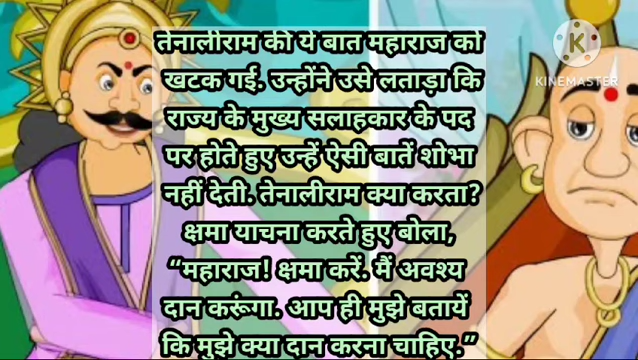 तेनालीराम की ये बात महाराज को
खटक गई. उन्होंने उसे लताड़ा कि
राज्य के मुख्य सलाहकार के पद
पर होते हुए उन्हें ऐसी बातें शोभा
नहीं देती. तेनालीराम क्या करता?
क्षमा याचना करते हुए बोला,
“महाराज! क्षमा करें. मैं अवश्य
दान करूंगा. आप ही मुझे बतायें
कि मुझे क्या दान करना चाहिए.”
K
KINEMASTER